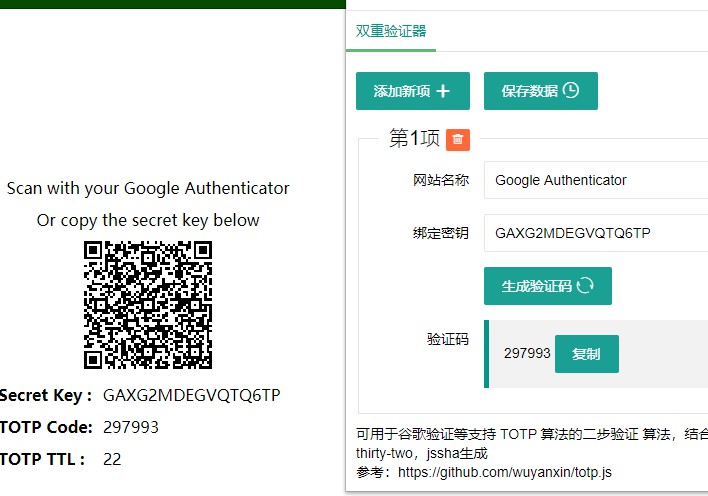 Scan with your Google Authenticator
Or copy the secret key below
Secret Key : GAXG2MDEGVQTQ6TP
TOTP Code: 297993
TOTP TTL : 22
双重验证器
添加新项
保存数据
第1项
网站名称 Google Authenticator
绑定密钥 GAXG2MDEGVQTQ6TP
生成验证码
验证码 297993 复制
可用于谷歌验证等支持 TOTP 算法的二步验证 算法，结合
thirty-two，jssha生成
参考：https://github.com/wuyanxin/totp.js